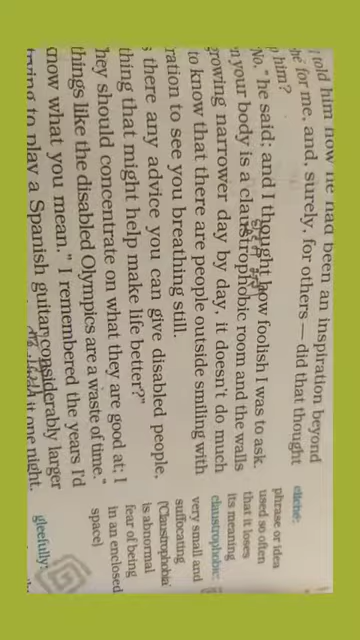 I told him how he had been an inspiration beyond
for me, and, surely, for others — did that thought
him?
No." he said; and I thought how foolish I was to ask.
your body is a claustrophobic room and the walls
growing narrower day by day, it doesn't do much
to know that there are people outside smiling with
ration to see you breathing still.
there any advice you can give disabled people,
thing that might help make life better?"
hey should concentrate on what they are good at; I
things like the disabled Olympics are a waste of time."
know what you mean." I remembered the years I'd
trying to play a Spanish guitar considerably larger
it one night.
cliché:
phrase or idea
used so often
that it loses
its meaning
claustrophobic:
very small and
suffocating
('Claustrophobia'
is abnormal
fear of being
in an enclosed
space)
gleefully: